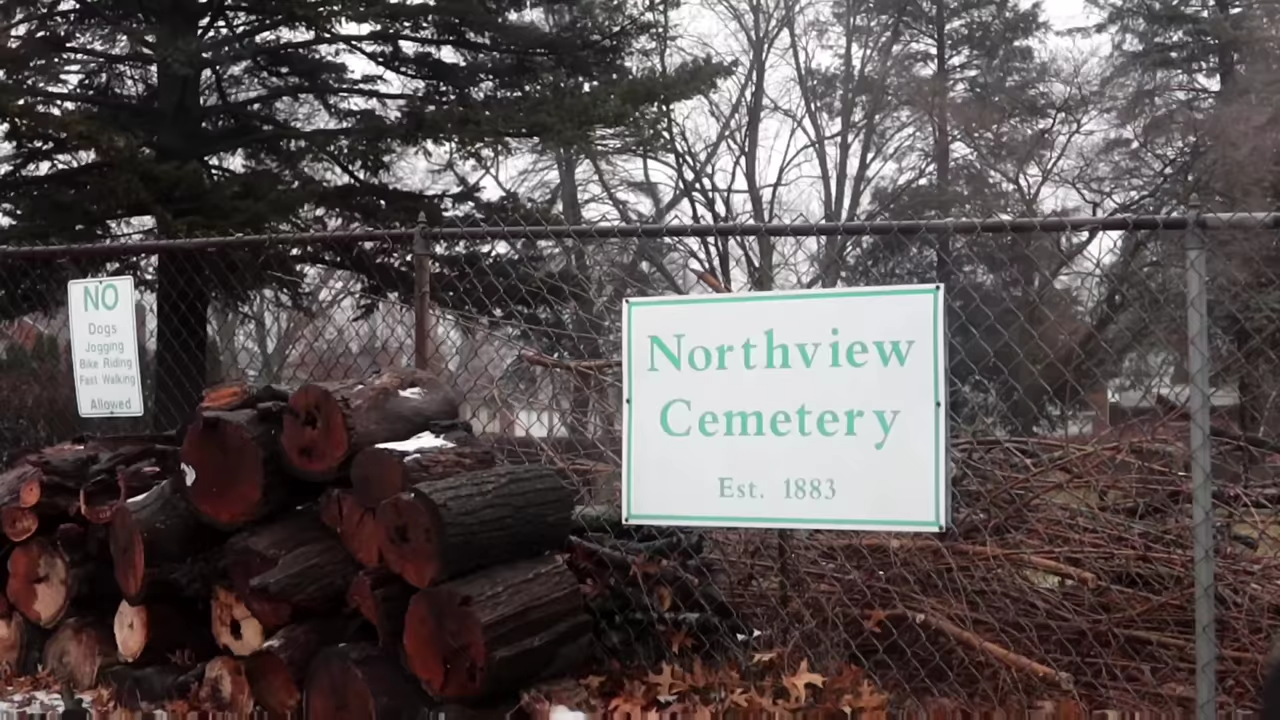 NO
Dogs
Jogging
Bike Riding
Fast Walking
Allowed
Northview
Cemetery
Est. 1883